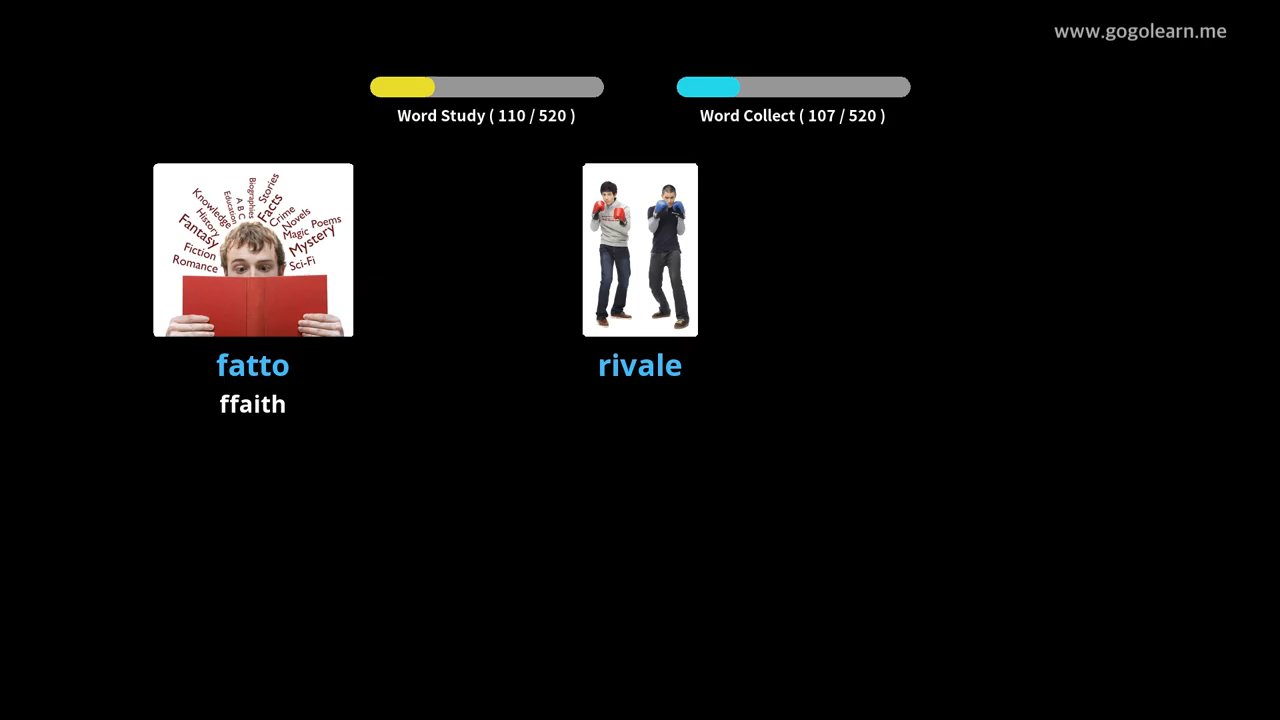 www.gogolearn.me
Word Study ( 110 / 520 )
Word Collect ( 107 / 520 )
Knowledge
Education
A B C
Biographies
Stories
Facts
Crime
Novels
Poems
Magic
Mystery
Sci-Fi
History
Fantasy
Fiction
Romance
fatto
ffaith
rivale